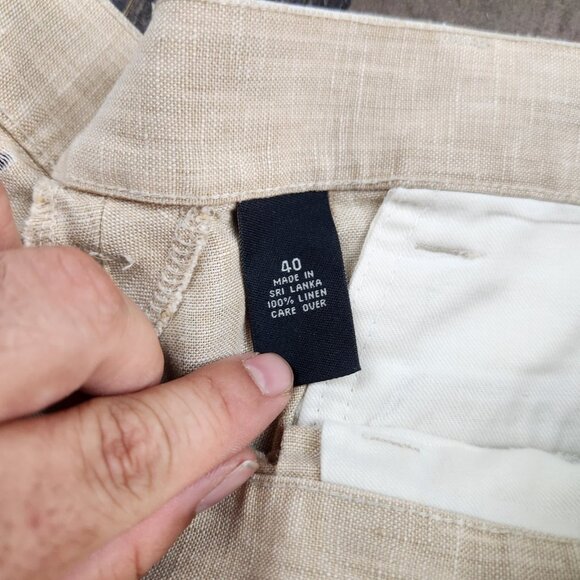 40
MADE IN
SRI LANKA
100% LINEN
CARE OVER